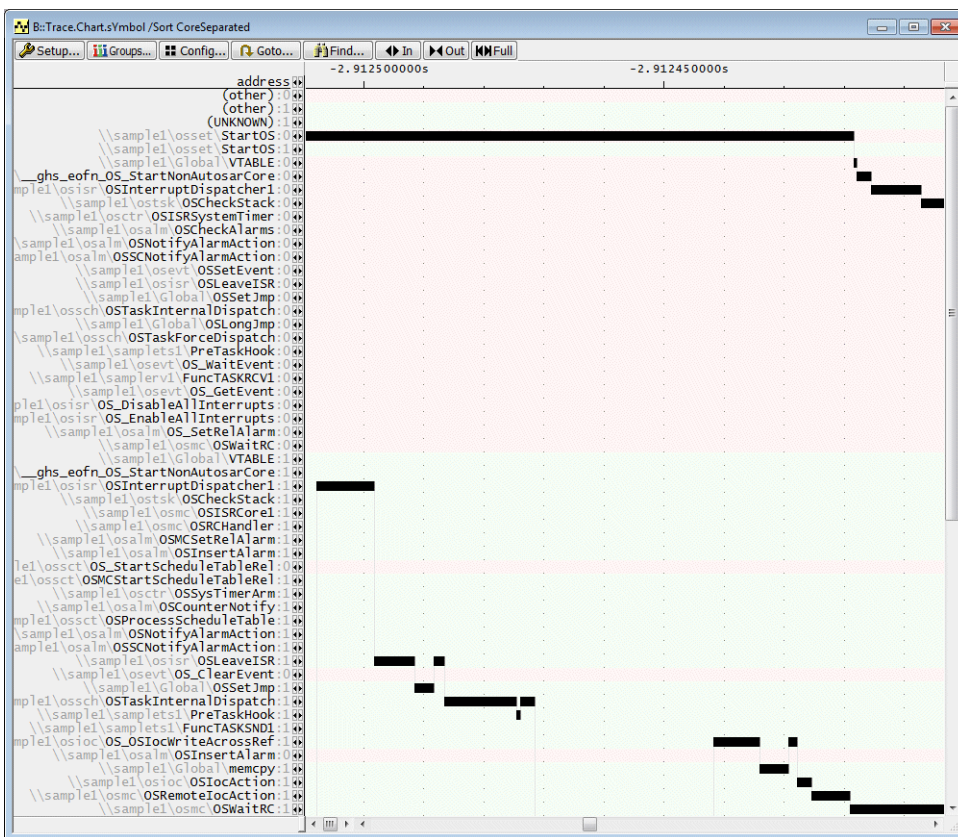 B::Trace.Chart.sYmbol /Sort CoreSeparated
Setup... Groups... Config... Goto... Find... In Out Full
-2.912500000s -2.912450000s
address
(other):0
(other):1
(UNKNOWN):1
\\sample1\osset\StartOS:0
\\sample1\osset\StartOS:1
\\sample1\Global\VTABLE:0
\__ghs_eofn_OS_StartNonAutosarCore:0
mple1\osisr\OSInterruptDispatcher1:0
\\sample1\ostsk\OSCheckStack:0
\\sample1\osctr\OSISRSystemTimer:0
\\sample1\osalm\OSCheckAlarms:0
\sample1\osalm\OSNotifyAlarmAction:0
ample1\osalm\OSSCNotifyAlarmAction:0
\\sample1\osevt\OSSetEvent:0
\\sample1\osisr\OSLeaveISR:0
\\sample1\Global\OSSetJmp:0
mple1\ossch\OSTaskInternalDispatch:0
\\sample1\Global\OSLongJmp:0
\sample1\ossch\OSTaskForceDispatch:0
\\sample1\samplets1\PreTaskHook:0
\\sample1\osevt\OS_WaitEvent:0
\\sample1\samplerv1\FuncTASKRCV1:0
\\sample1\osevt\OS_GetEvent:0
ple1\osisr\OS_DisableAllInterrupts:0
mple1\osisr\OS_EnableAllInterrupts:0
\\sample1\osalm\OS_SetRelAlarm:0
\\sample1\osmc\OSWaitRC:0
\\sample1\Global\VTABLE:1
\__ghs_eofn_OS_StartNonAutosarCore:1
mple1\osisr\OSInterruptDispatcher1:1
\\sample1\ostsk\OSCheckStack:1
\\sample1\osmc\OSISRCore1:1
\\sample1\osmc\OSRCHandler:1
\\sample1\osalm\OSMCSetRelAlarm:1
\\sample1\osalm\OSInsertAlarm:1
le1\ossct\OS_StartScheduleTableRel:0
e1\ossct\OSMCStartScheduleTableRel:1
\\sample1\osctr\OSSysTimerArm:1
\\sample1\osalm\OSCounterNotify:1
mple1\ossct\OSProcessScheduleTable:1
\sample1\osalm\OSNotifyAlarmAction:1
ample1\osalm\OSSCNotifyAlarmAction:1
\\sample1\osisr\OSLeaveISR:1
\\sample1\osevt\OS_ClearEvent:0
\\sample1\Global\OSSetJmp:1
mple1\ossch\OSTaskInternalDispatch:1
\\sample1\samplets1\PreTaskHook:1
\\sample1\samplets1\FuncTASKSND1:1
mple1\osioc\OS_OSIocWriteAcrossRef:1
\\sample1\osalm\OSInsertAlarm:0
\\sample1\Global\memcpy:1
\\sample1\osioc\OSIocAction:1
\\sample1\osmc\OSRemoteIocAction:1
\\sample1\osmc\OSWaitRC:1